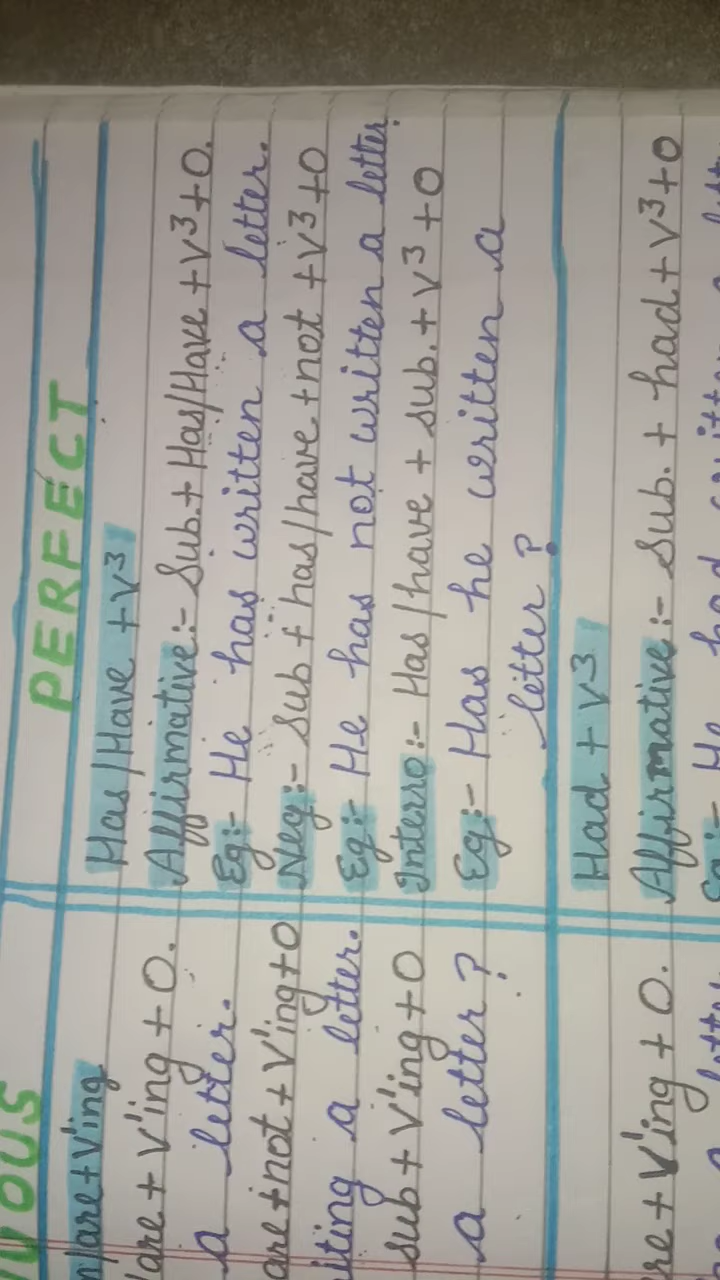 PERFECT
Has/Have + V3
Affirmative:- Sub. + Has/Have + V3 + O.
Eg:- He has written a letter.
Neg:- Sub + has/have + not + V3 + O
Eg:- He has not written a letter.
Interro:- Has/have + sub. + V3 + O
Eg:- Has he written a
letter?
Had + V3
Affirmative:- Sub. + had + V3 + O
He had
are + V'ing
are + V'ing + O.
a letter.
are + not + V'ing + O
a letter.
sub + V'ing + O
a letter?
+ V'ing + O.